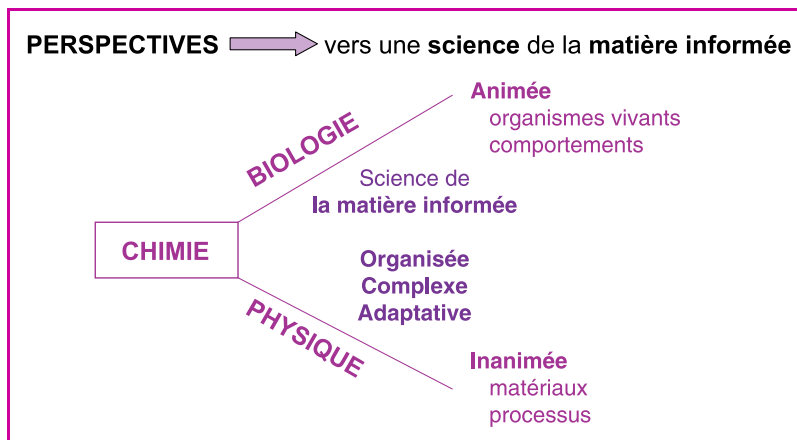 PERSPECTIVES vers une science de la matière informée
Animée
organismes vivants
comportements
BIOLOGIE
Science de
la matière informée
CHIMIE
Organisée
Complexe
Adaptative
PHYSIQUE
Inanimée
matériaux
processus